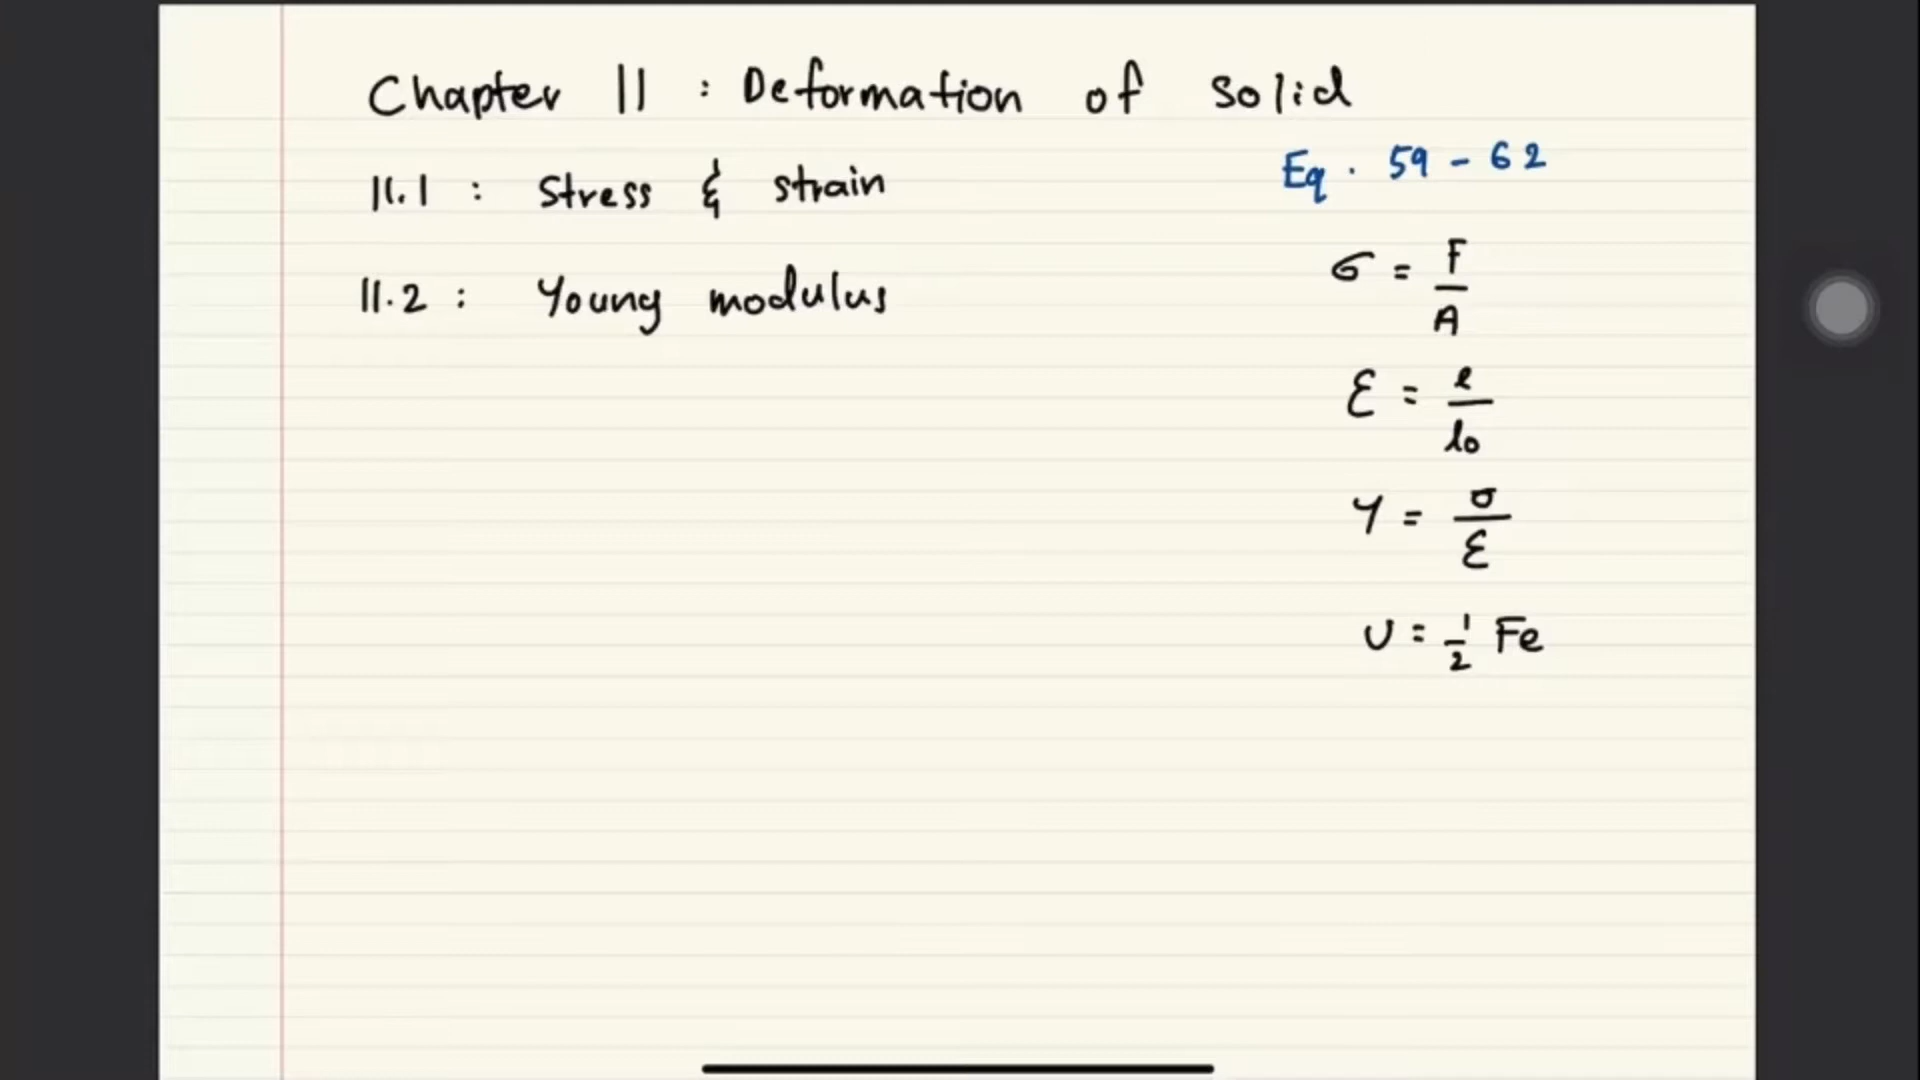 Chapter 11 : Deformation of solid
11.1 : Stress & strain
Eq. 59 - 62
11.2 : Young modulus
σ = F/A
ε = e/l₀
Y = σ/ε
U = ½ Fe